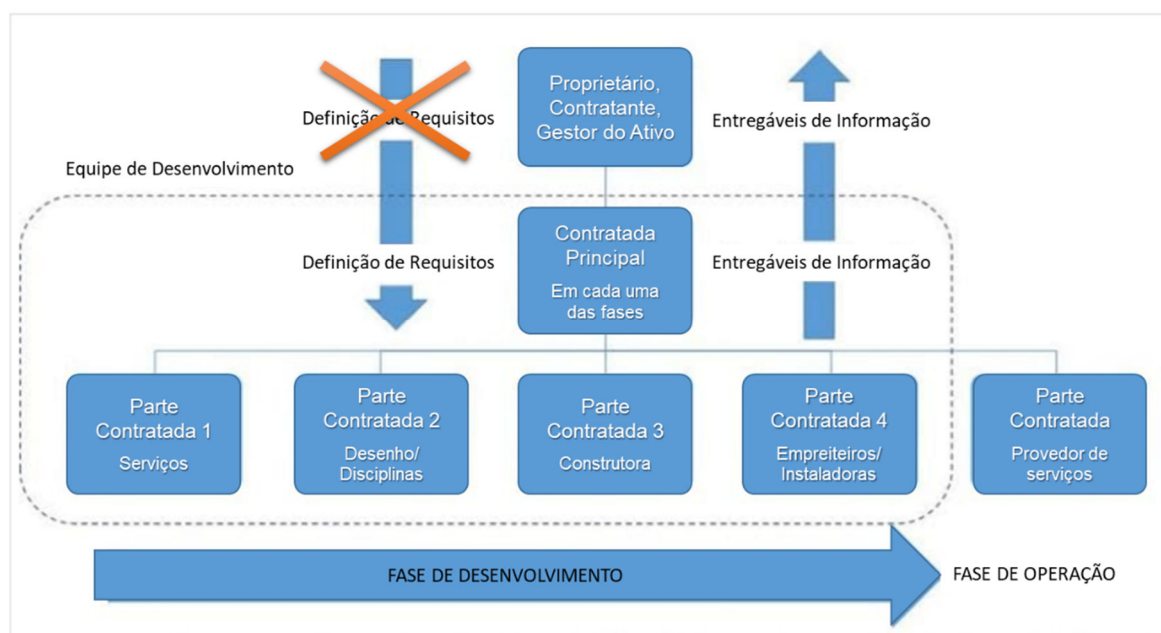 Proprietário,
Contratante,
Gestor do Ativo
Definição de Requisitos
Entregáveis de Informação
Equipe de Desenvolvimento
Contratada
Principal
Em cada uma
das fases
Definição de Requisitos
Entregáveis de Informação
Parte
Contratada 1
Serviços
Parte
Contratada 2
Desenho/
Disciplinas
Parte
Contratada 3
Construtora
Parte
Contratada 4
Empreiteiros/
Instaladoras
Parte
Contratada
Provedor de
serviços
FASE DE DESENVOLVIMENTO
FASE DE OPERAÇÃO